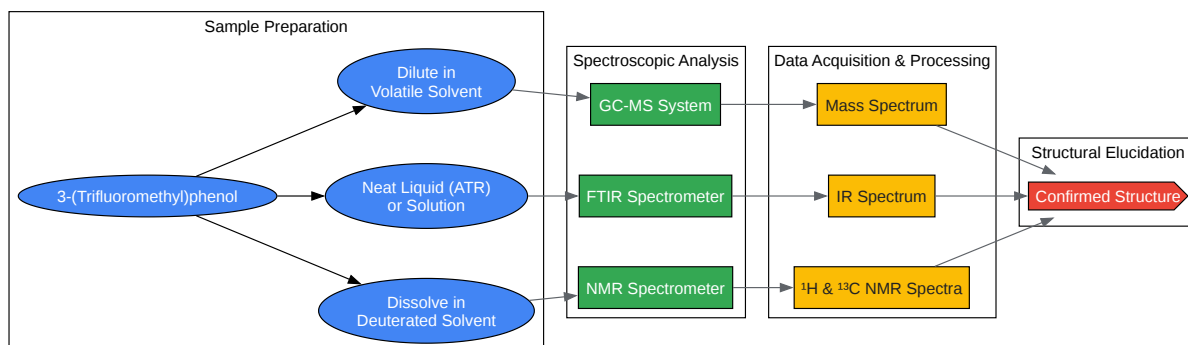 Sample Preparation
3-(Trifluoromethyl)phenol
Dilute in
Volatile Solvent
Neat Liquid (ATR)
or Solution
Dissolve in
Deuterated Solvent
Spectroscopic Analysis
GC-MS System
FTIR Spectrometer
NMR Spectrometer
Data Acquisition & Processing
Mass Spectrum
IR Spectrum
¹H & ¹³C NMR Spectra
Structural Elucidation
Confirmed Structure